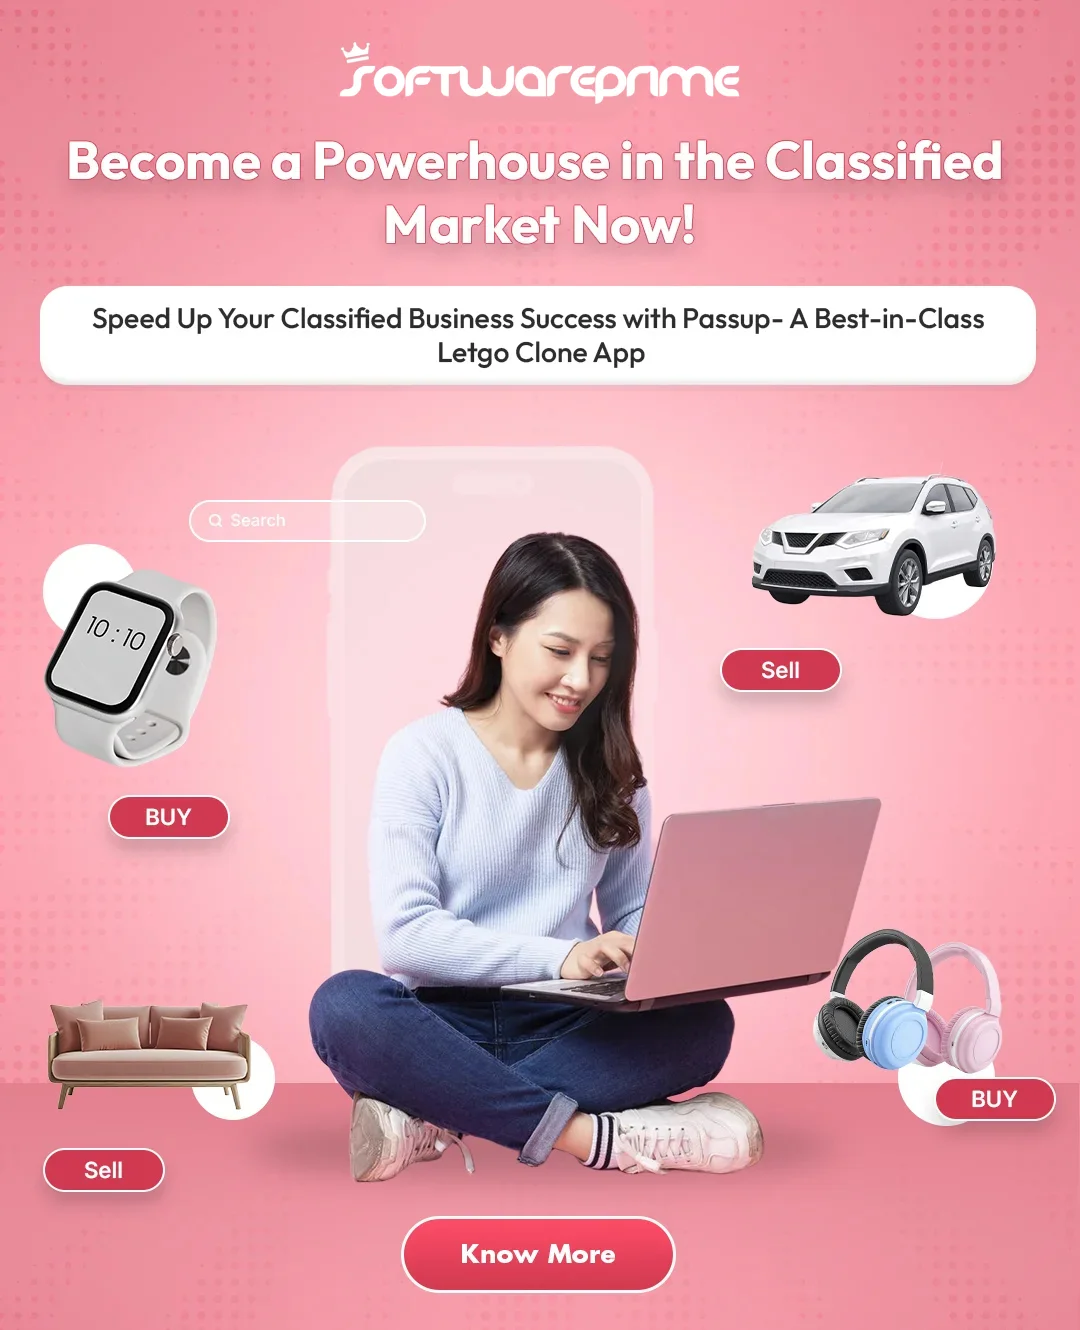 Softwareprime
Become a Powerhouse in the Classified
Market Now!
Speed Up Your Classified Business Success with Passup- A Best-in-Class
Letgo Clone App
Search
10:10
Sell
BUY
BUY
Sell
Know More